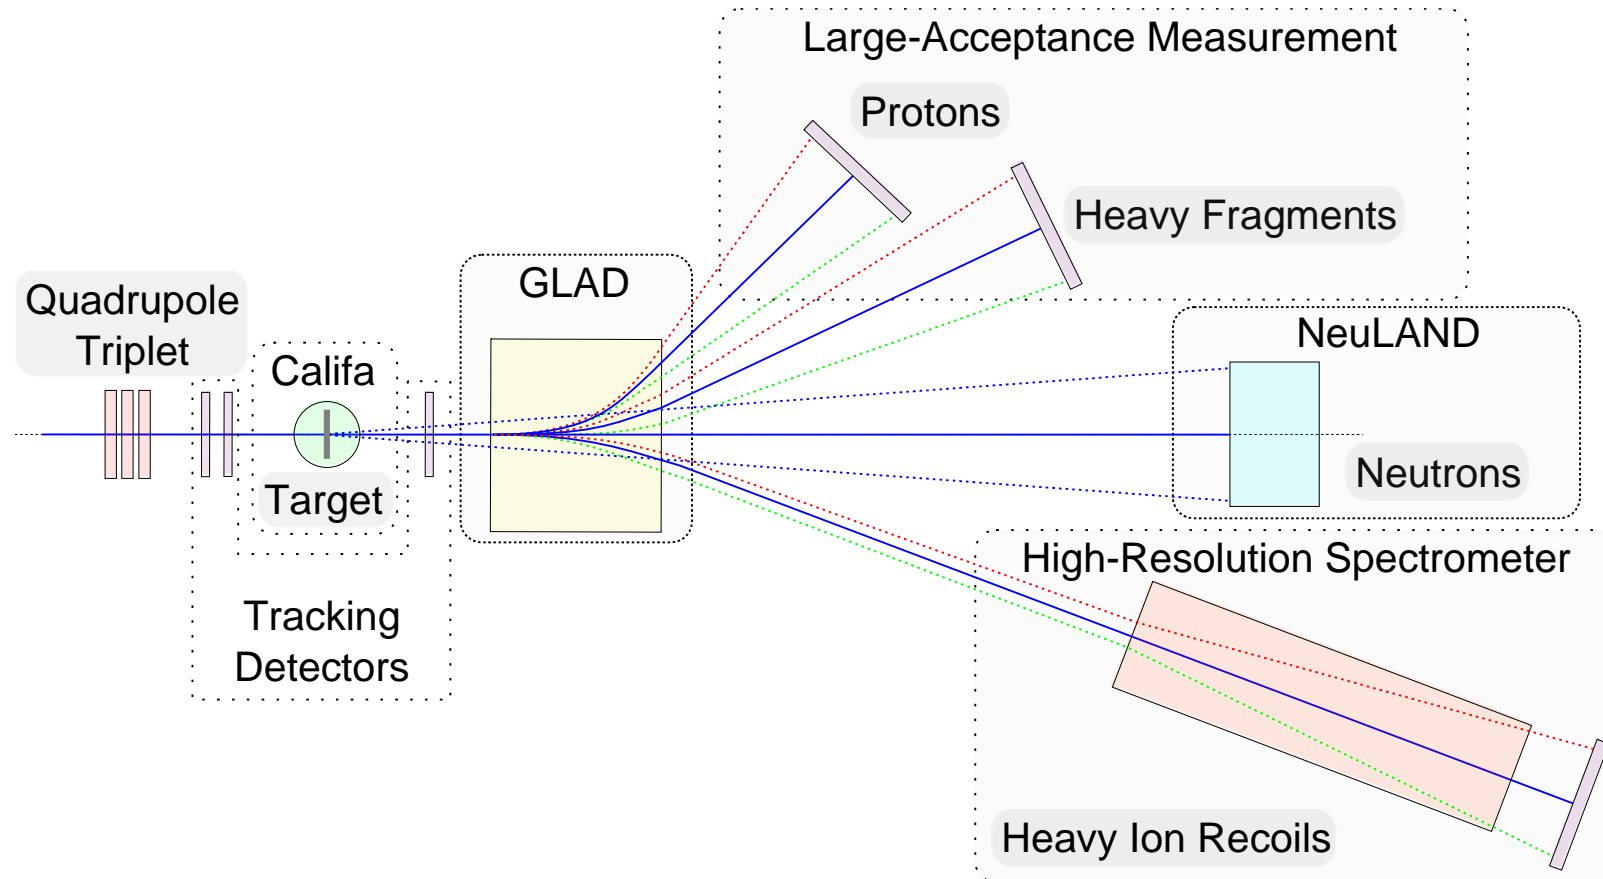 Large-Acceptance Measurement
Protons
Heavy Fragments
GLAD
Quadrupole
Triplet
Califa
Target
NeuLAND
Neutrons
Tracking
Detectors
High-Resolution Spectrometer
Heavy Ion Recoils